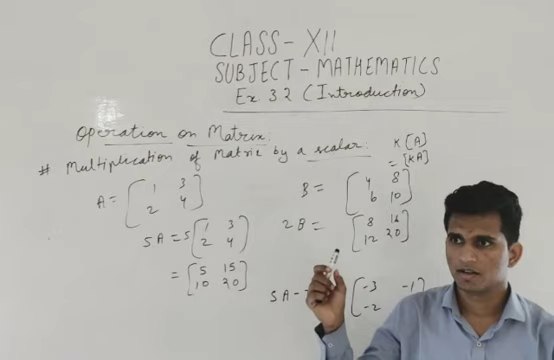 CLASS - XII
SUBJECT - MATHEMATICS
Ex 3.2 (Introduction)
Operation on Matrix.
# Multiplication of Matrix by a scalar.
K [A]
= [KA]
A = [1 3
2 4]
5A = 5 [1 3
2 4]
= [5 15
10 20]
B = [4 8
6 10]
2B = [8 16
12 20]
5A -
[-3 -1]
-2